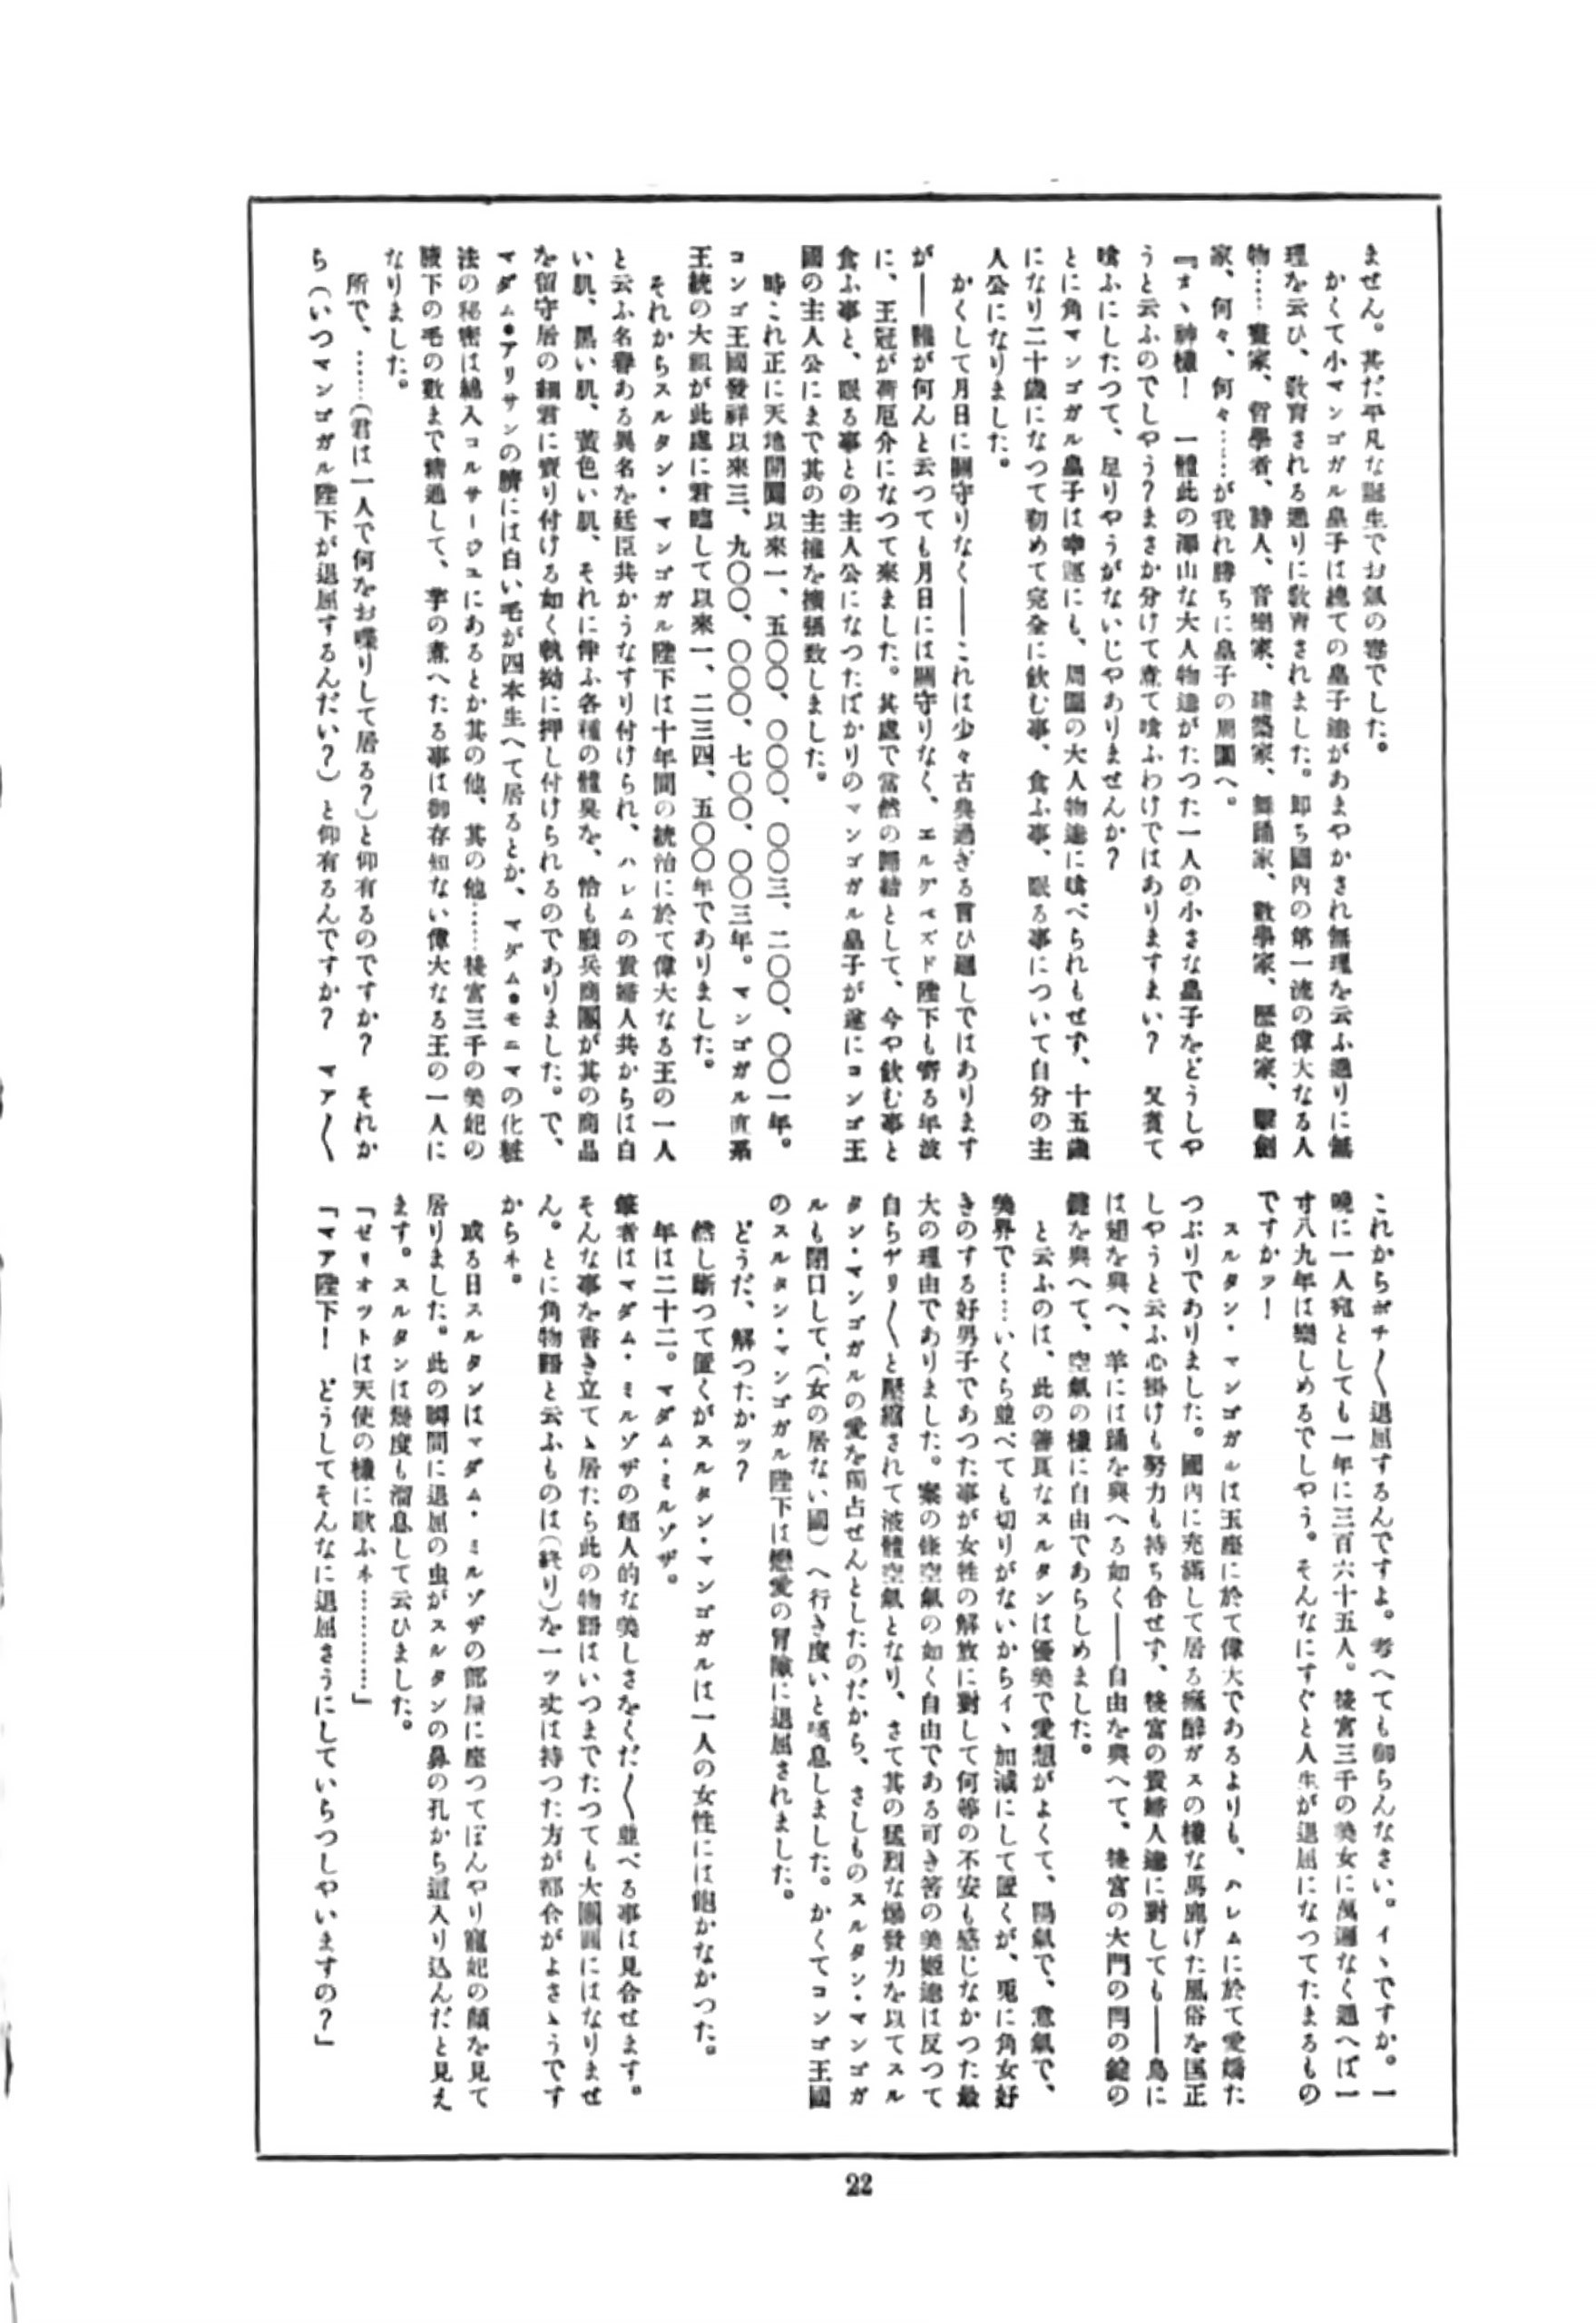 ません。甚だ平凡な誕生でお氣の毒でした。
かくて小マンゴガル皇子は總ての皇子達があまやかされ無理を云ふ通りに無
理を云ひ、敎育される通りに敎育されました。卽ち國內の第一流の偉大なる人
物……畫家、哲學者、詩人、音樂家、建築家、舞踊家、數學家、歷史家、擊劍
家、何々、何々……が我れ勝ちに皇子の周圍へ。
『オヽ神樣！　一體此の澤山な大人物達がたつた一人の小さな皇子をどうしや
うと云ふのでしやう？まさか分けて煮て喰ふわけではありますまい？　又煮て
喰ふにしたつて、足りやうがないじやありませんか？
とに角マンゴガル皇子は幸運にも、周圍の大人物達に喰べられもせず、十五歲
になり二十歲になつて初めて完全に飮む事、食ふ事、眠る事について自分の主
人公になりました。
かくして月日に關守りなく――これは少々古典過ぎる言ひ廻しではあります
が――誰が何んと云つても月日には關守りなく、エルゲベズド陛下も寄る年波
に、王冠が荷厄介になつて來ました。其處で當然の歸結として、今や飮む事と
食ふ事と、眠る事との主人公になつたばかりのマンゴガル皇子が遂にコンゴ王
國の主人公にまで其の主權を擴張致しました。
時これ正に天地開闢以來一、五〇〇、〇〇〇、〇〇三、二〇〇、〇〇一年。
コンゴ王國發祥以來三、九〇〇、〇〇〇、七〇〇、〇〇三年。マンゴガル直系
王統の大祖が此處に君臨して以來一、二三四、五〇〇年でありました。
それからスルタン・マンゴガル陛下は十年間の統治に於て偉大なる王の一人
と云ふ名譽ある異名を廷臣共からなすり付けられ、ハレムの貴婦人共からは白
い肌、黑い肌、黃色い肌、それに伴ふ各種の體臭を、恰も廢兵商團が其の商品
を留守居の細君に賣り付ける如く執拗に押し付けられるのでありました。で、
マダム・アリサンの臍には白い毛が四本生へて居るとか、マダム・モニマの化粧
法の秘密は綿入コルサージユにあるとか其の他、其の他……後宮三千の美妃の
腋下の毛の數まで精通して、芋の煮へたる事は御存知ない偉大なる王の一人に
なりました。
所で、……（君は一人で何をお喋りして居る？）と仰有るのですか？　それか
ら（いつマンゴガル陛下が退屈するんだい？）と仰有るんですか？　マア〱
これからボチ〱退屈するんですよ。考へても御らんなさい。イヽですか。一
晚に一人宛としても一年に三百六十五人。後宮三千の美女に萬遍なく通へば一
寸八九年は樂しめるでしやう。そんなにすぐと人生が退屈になつてたまるもの
ですかッ！
スルタン・マンゴガルは玉座に於て偉大であるよりも、ハレムに於て愛嬌た
つぷりでありました。國內に充滿して居る痲醉ガスの樣な馬鹿げた風俗を匡正
しやうと云ふ心掛けも努力も持ち合せず、後宮の貴婦人達に對しても――鳥に
は翅を與へ、羊には踊を與へる如く――自由を與へて、後宮の大門の閂の錠の
鍵を與へて、空氣の樣に自由であらしめました。
と云ふのは、此の善良なスルタンは優美で愛想がよくて、陽氣で、意氣で、
美男で……いくら並べても切りがないからイヽ加減にして置くが、兎に角女好
きのする好男子であつた事が女性の解放に對して何等の不安も感じなかつた最
大の理由でありました。案の條空氣の如く自由である可き筈の美姬達は反つて
自らヂリ〱と壓縮されて液體空氣となり、さて其の猛烈な爆發力を以てスル
タン・マンゴガルの愛を獨占せんとしたのだから、さしものスルタン・マンゴガ
ルも閉口して、（女の居ない國）へ行き度いと嘆息しました。かくてコンゴ王國
のスルタン・マンゴガル陛下は戀愛の冒險に退屈されました。
どうだ、解つたかッ？
然し斷つて置くがスルタン・マンゴガルは一人の女性には飽かなかつた。
年は二十二。マダム・ミルゾザ。
筆者はマダム・ミルゾザの超人的な美しさをくだ〱並べる事は見合せます。
そんな事を書き立てヽ居たら此の物語はいつまでたつても大團圓にはなりませ
ん。とに角物語と云ふものは（終り）を一ツ丈は持つた方が都合がよさヽうです
からネ。
或る日スルタンはマダム・ミルゾザの部屋に座つてぼんやり寵妃の顏を見て
居りました。此の瞬間に退屈の虫がスルタンの鼻の孔から這入り込んだと見え
ます。スルタンは幾度も溜息して云ひました。
「ゼリオツトは天使の樣に歌ふネ…………」
「マア陛下！　どうしてそんなに退屈さうにしていらつしやいますの？」
22